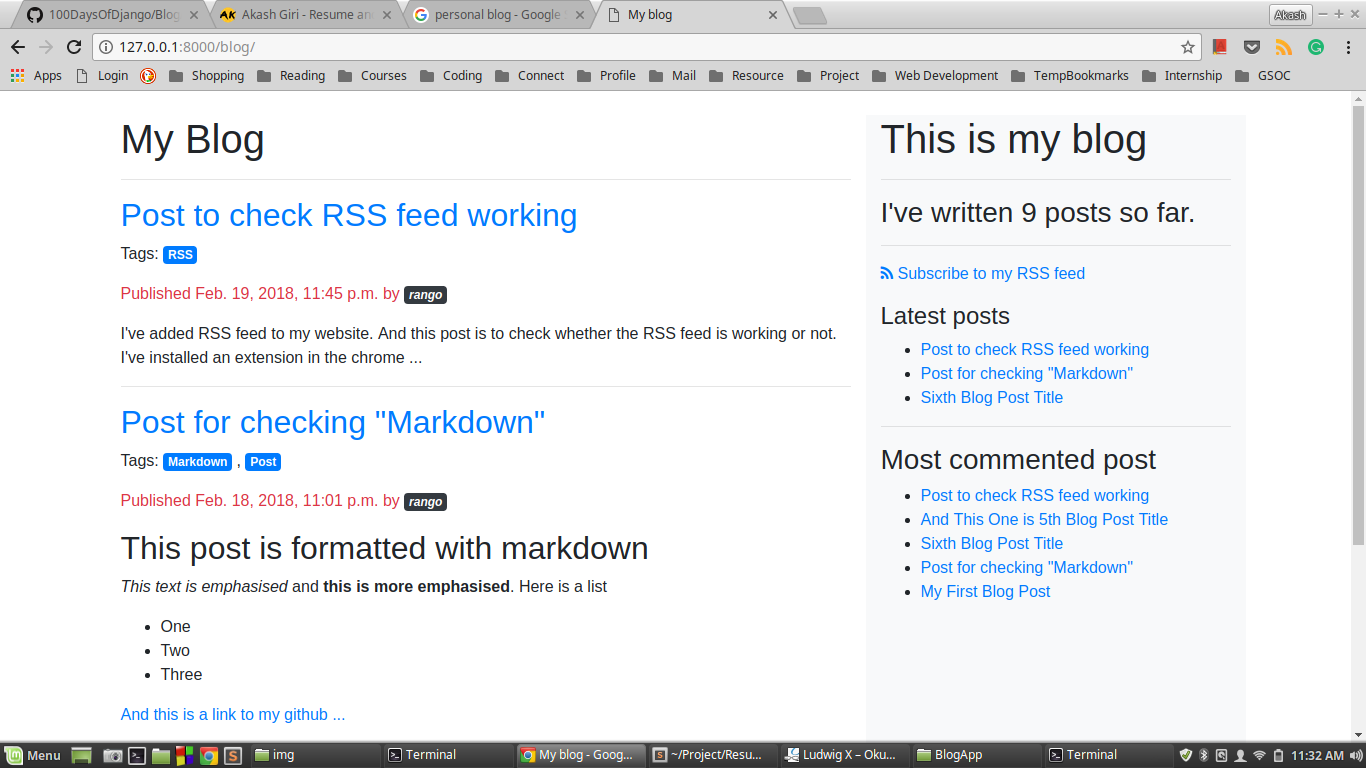 100DaysOfDjango/Blog
Akash Giri - Resume an
personal blog - Google
My blog
Akash
127.0.0.1:8000/blog/
Apps
Login
Shopping
Reading
Courses
Coding
Connect
Profile
Mail
Resource
Project
Web Development
TempBookmarks
Internship
GSOC
My Blog
Post to check RSS feed working
Tags: RSS
Published Feb. 19, 2018, 11:45 p.m. by rango
I've added RSS feed to my website. And this post is to check whether the RSS feed is working or not.
I've installed an extension in the chrome ...
Post for checking "Markdown"
Tags: Markdown , Post
Published Feb. 18, 2018, 11:01 p.m. by rango
This post is formatted with markdown
This text is emphasised and this is more emphasised. Here is a list
One
Two
Three
And this is a link to my github ...
This is my blog
I've written 9 posts so far.
Subscribe to my RSS feed
Latest posts
Post to check RSS feed working
Post for checking "Markdown"
Sixth Blog Post Title
Most commented post
Post to check RSS feed working
And This One is 5th Blog Post Title
Sixth Blog Post Title
Post for checking "Markdown"
My First Blog Post
Menu
img
Terminal
My blog - Goog...
~/Project/Resu...
Ludwig X – Oku...
BlogApp
Terminal
11:32 AM